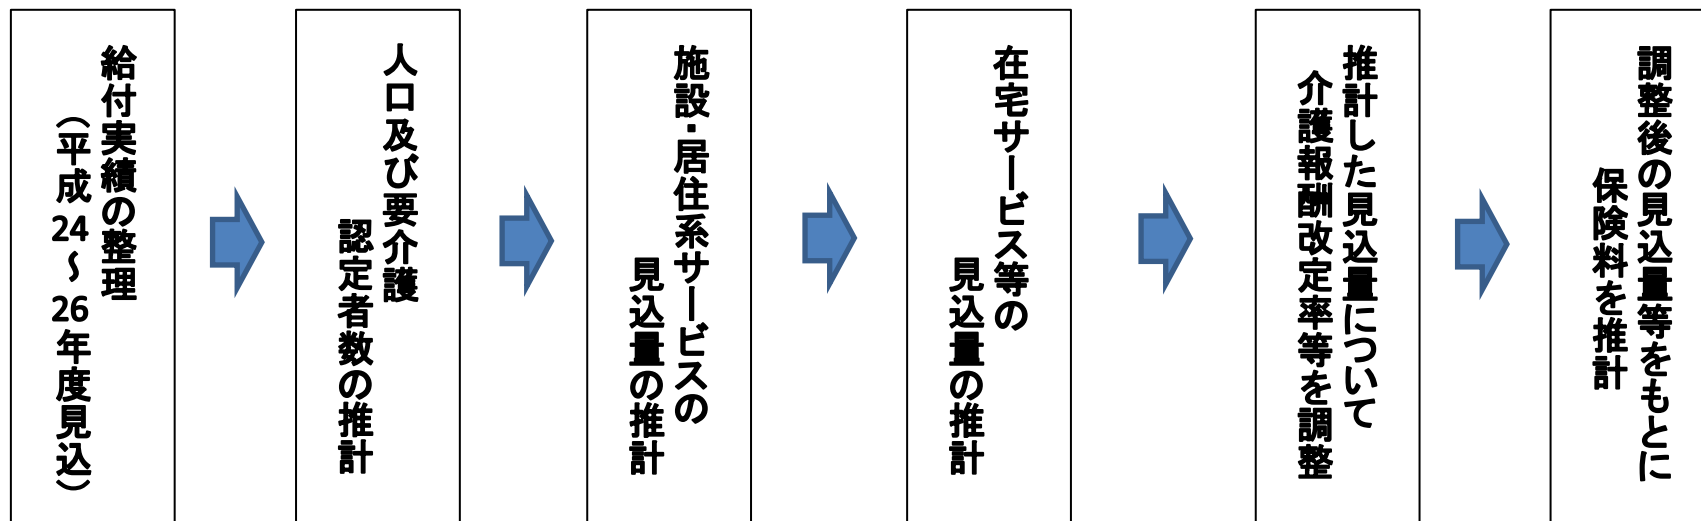 給付実績の整理
（平成24～26年度見込）
人口及び要介護
認定者数の推計
施設・居住系サービスの
見込量の推計
在宅サービス等の
見込量の推計
推計した見込量について
介護報酬改定率等を調整
調整後の見込量等をもとに
保険料を推計